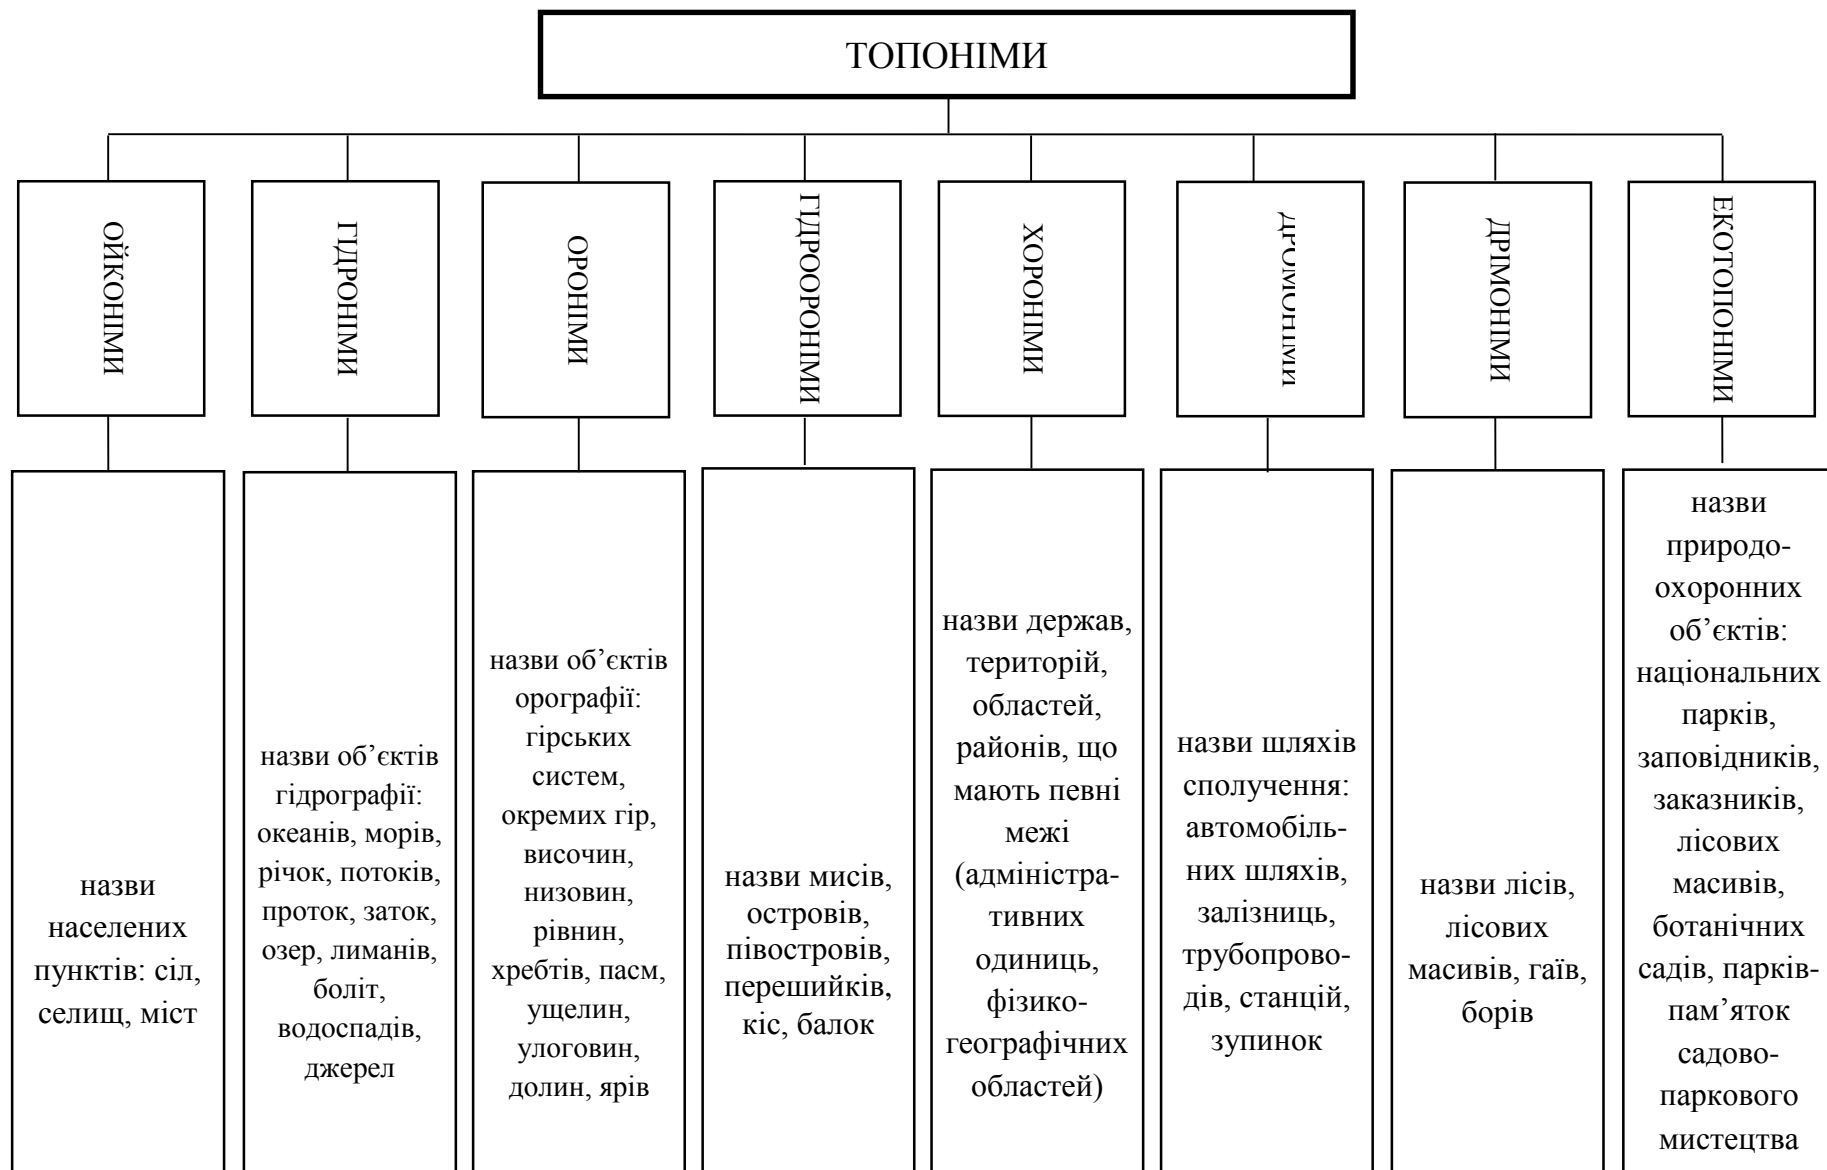 ТОПОНІМИ
ОЙКОНІМИ
ГІДРОНІМИ
ОРОНІМИ
ГІДРООРОНІМИ
ХОРОНІМИ
ДРОМОНІМИ
ДРІМОНІМИ
ЕКОТОПОНІМИ
назви
населених
пунктів: сіл,
селищ, міст
назви об’єктів
гідрографії:
океанів, морів,
річок, потоків,
проток, заток,
озер, лиманів,
боліт,
водоспадів,
джерел
назви об’єктів
орографії:
гірських
систем,
окремих гір,
височин,
низовин,
рівнин,
хребтів, пасм,
ущелин,
улоговин,
долин, ярів
назви мисів,
островів,
півостровів,
перешийків,
кіс, балок
назви держав,
територій,
областей,
районів, що
мають певні
межі
(адміністра-
тивних
одиниць,
фізико-
географічних
областей)
назви шляхів
сполучення:
автомобіль-
них шляхів,
залізниць,
трубопрово-
дів, станцій,
зупинок
назви лісів,
лісових
масивів, гаїв,
борів
назви
природо-
охоронних
об’єктів:
національних
парків,
заповідників,
заказників,
лісових
масивів,
ботанічних
садів, парків-
пам’яток
садово-
паркового
мистецтва